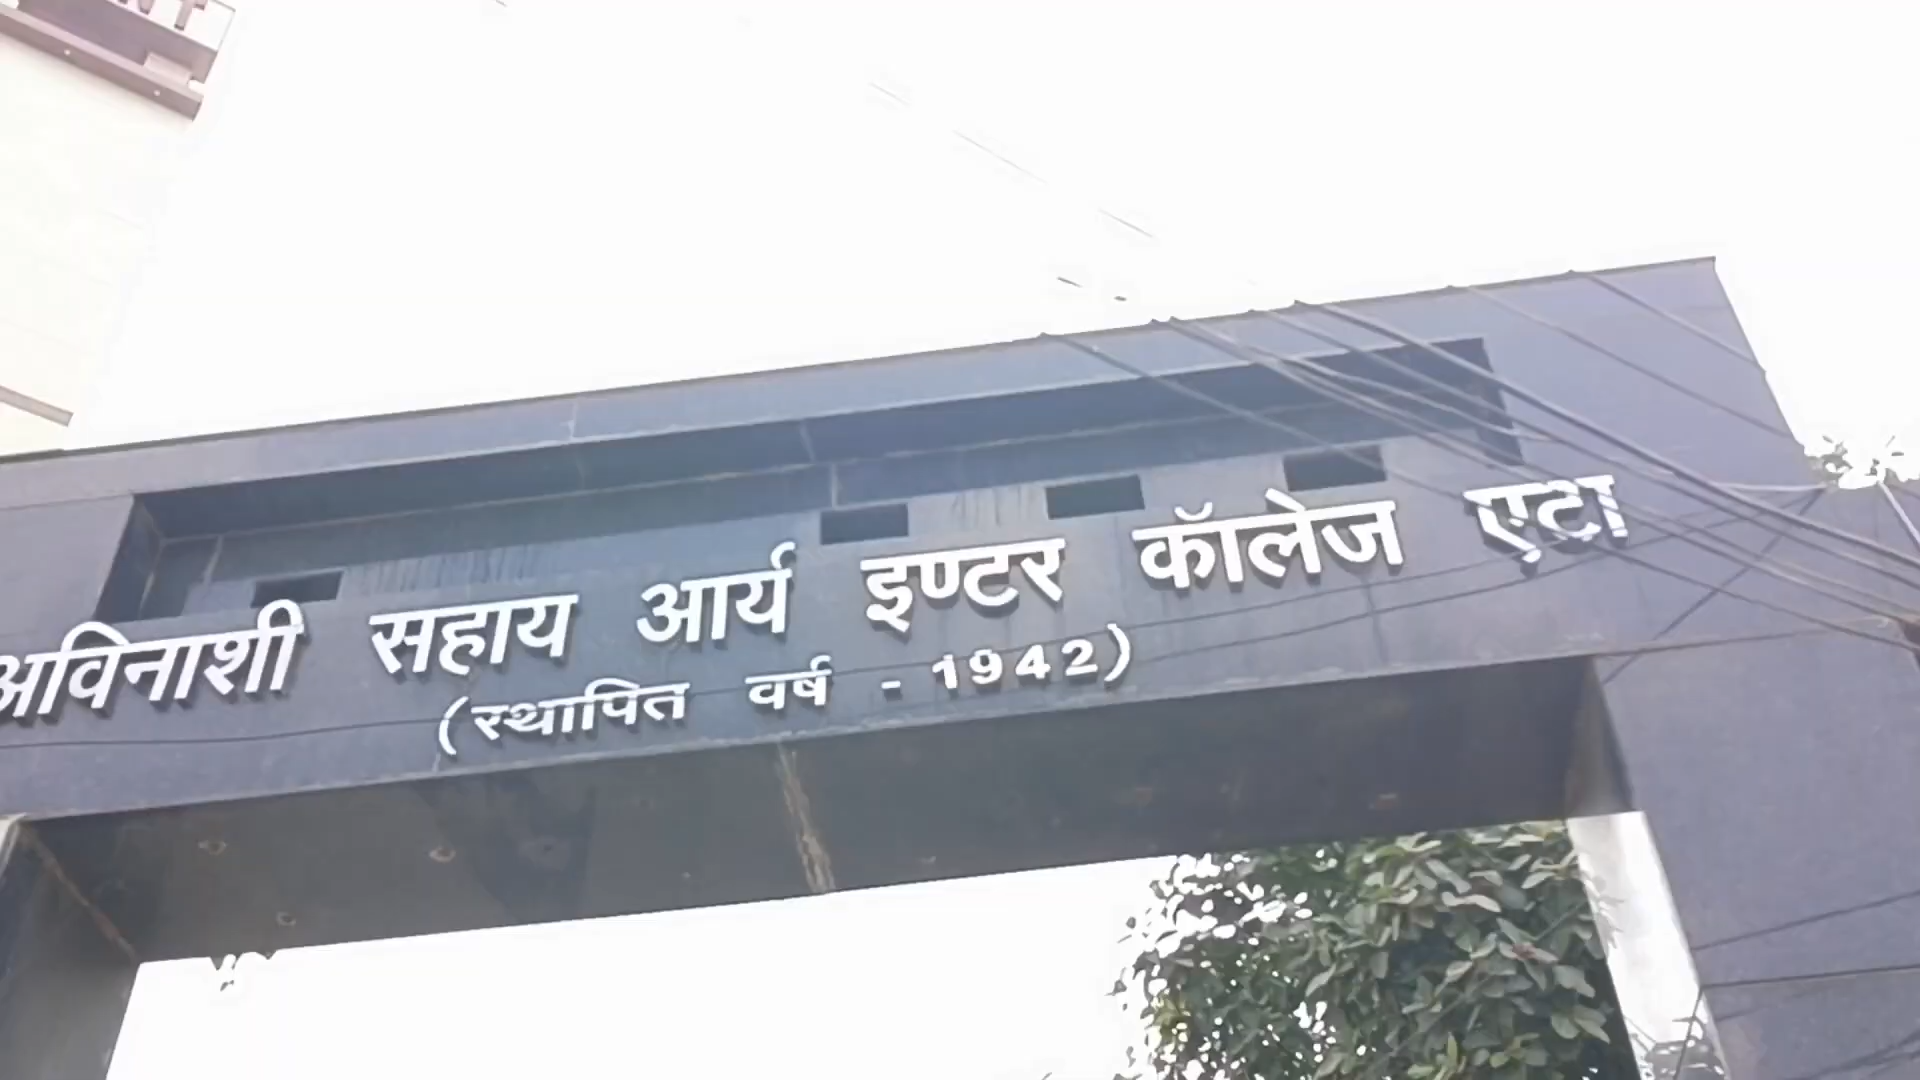 अविनाशी सहाय आर्य इण्टर कॉलेज एटा
(स्थापित वर्ष - 1942)